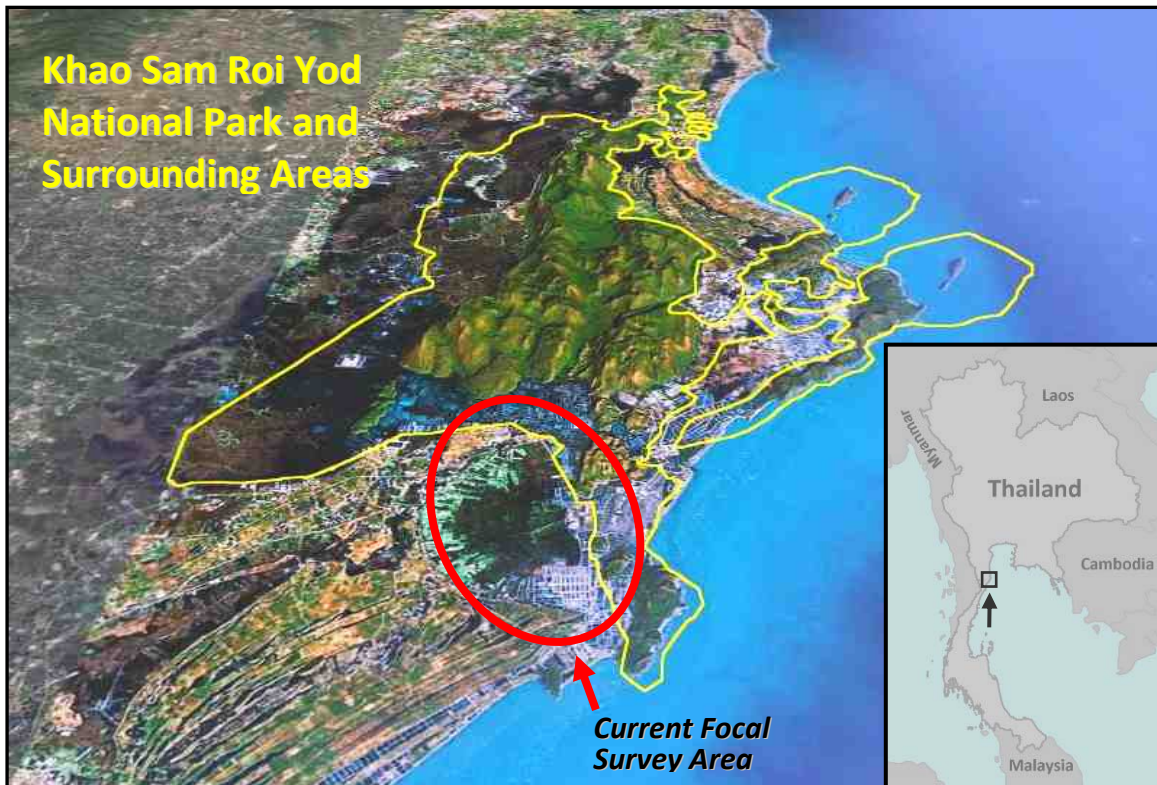 Khao Sam Roi Yod
National Park and
Surrounding Areas
Current Focal
Survey Area
Laos
Myanmar
Thailand
Cambodia
Malaysia